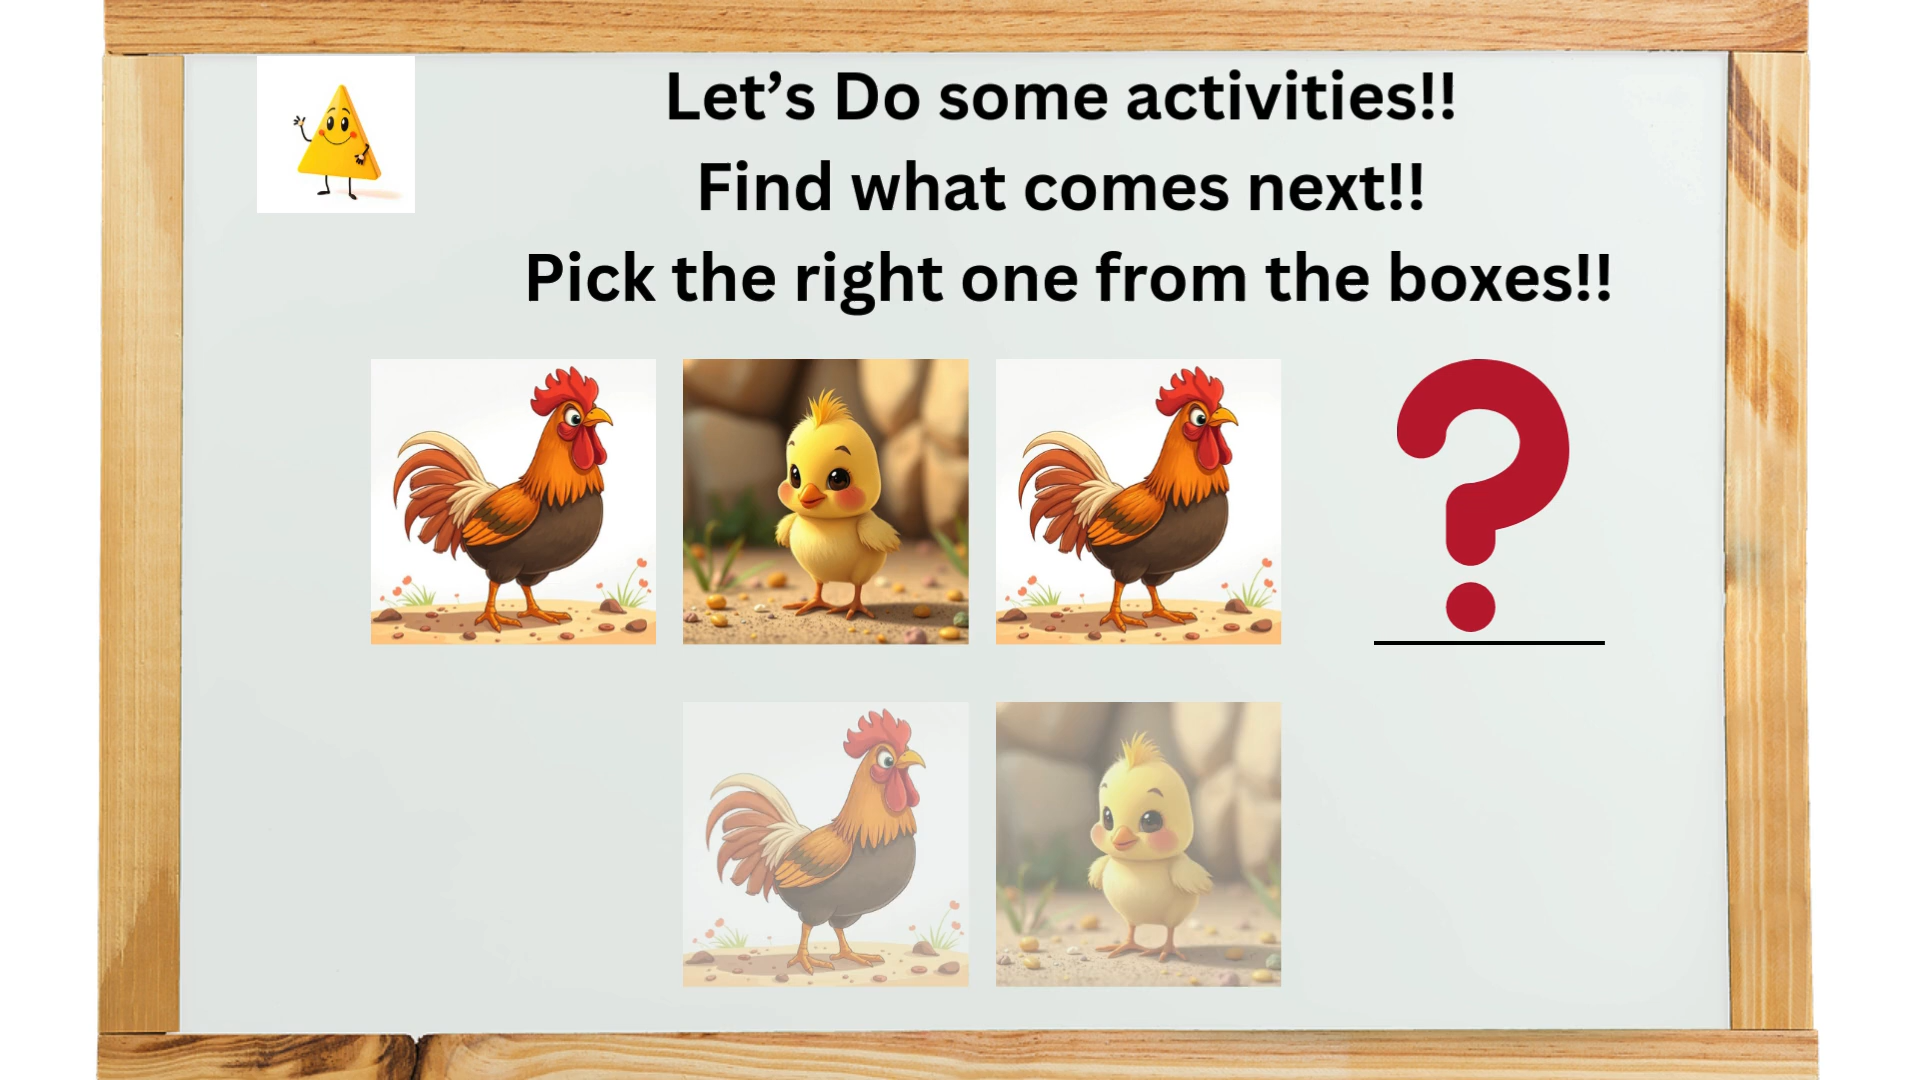 Let’s Do some activities!!
Find what comes next!!
Pick the right one from the boxes!!
?